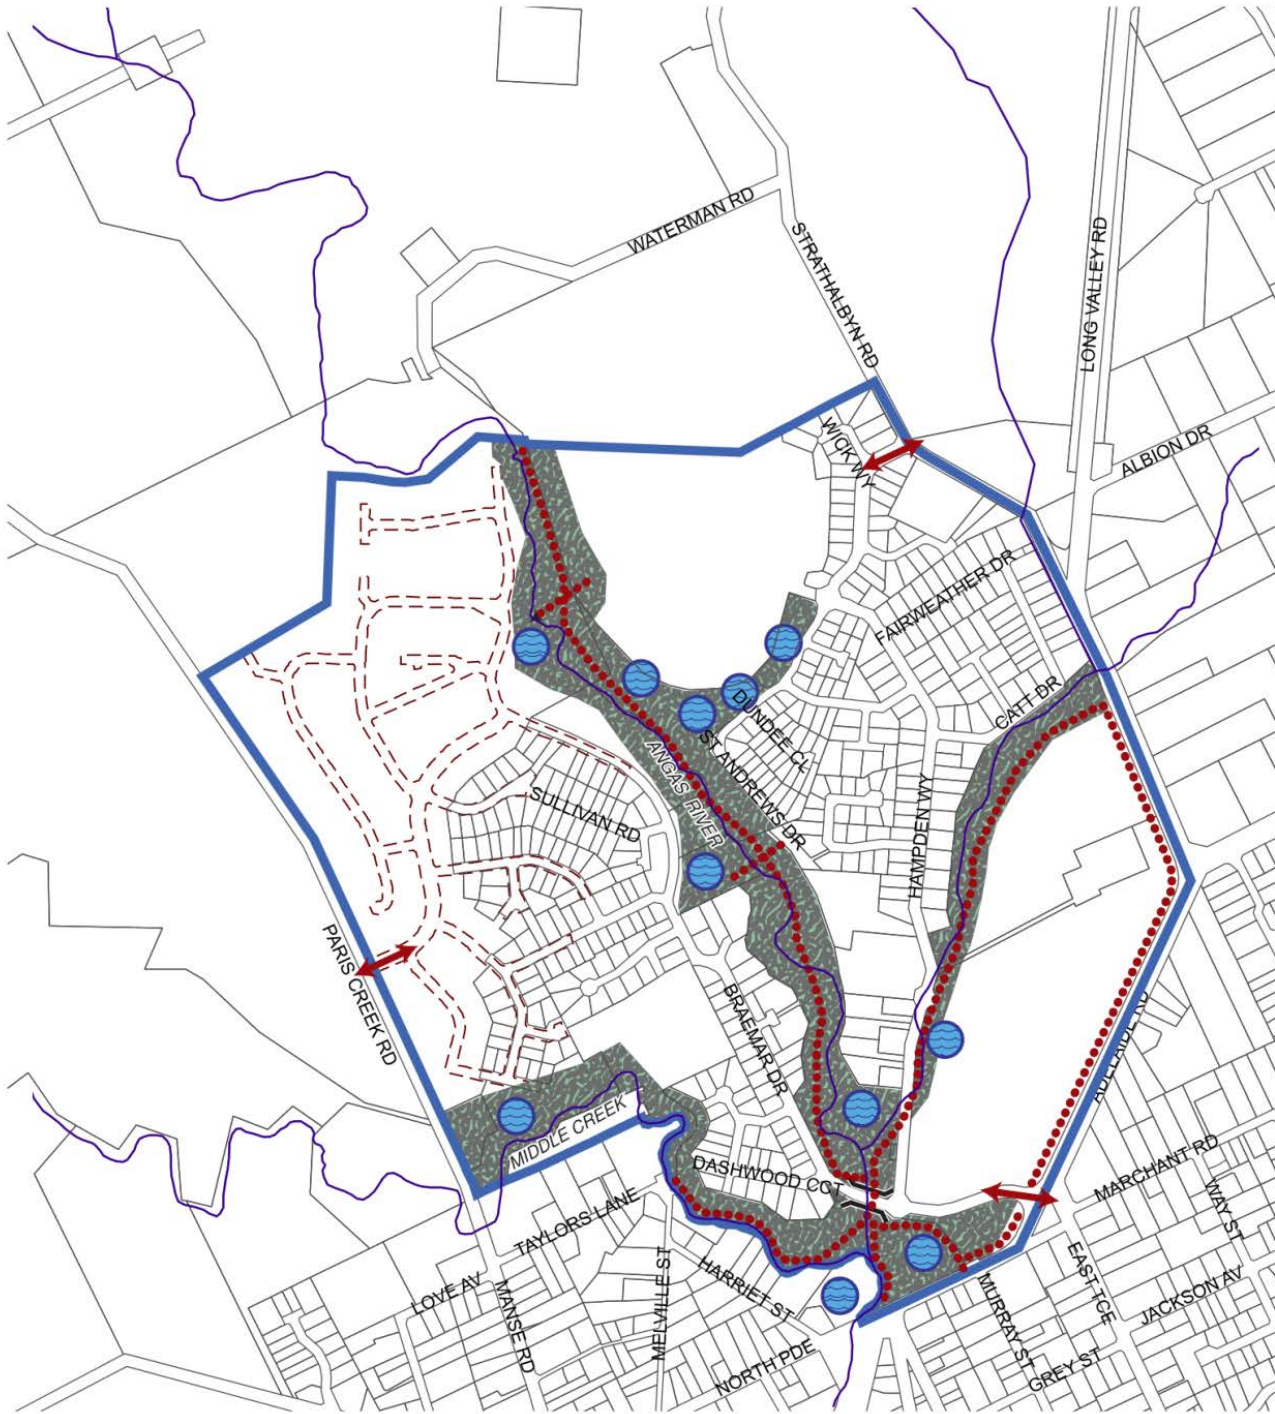 WATERMAN RD
STRATHALBYN RD
LONG VALLEY RD
WICK WY
ALBION DR
FAIRWEATHER DR
CATT DR
DUNDEE CL
ST ANDREWS DR
ANGAS RIVER
SULLIVAN RD
HAMPDEN WY
PARIS CREEK RD
BRAEMAR DR
ADELAIDE RD
MIDDLE CREEK
DASHWOOD CCT
MARCHANT RD
WAY ST
TAYLORS LANE
LOVE AV
MANSE RD
MELVILLE ST
HARRIET ST
NORTH PDE
MURRAY ST
EAST TCE
JACKSON AV
GREY ST